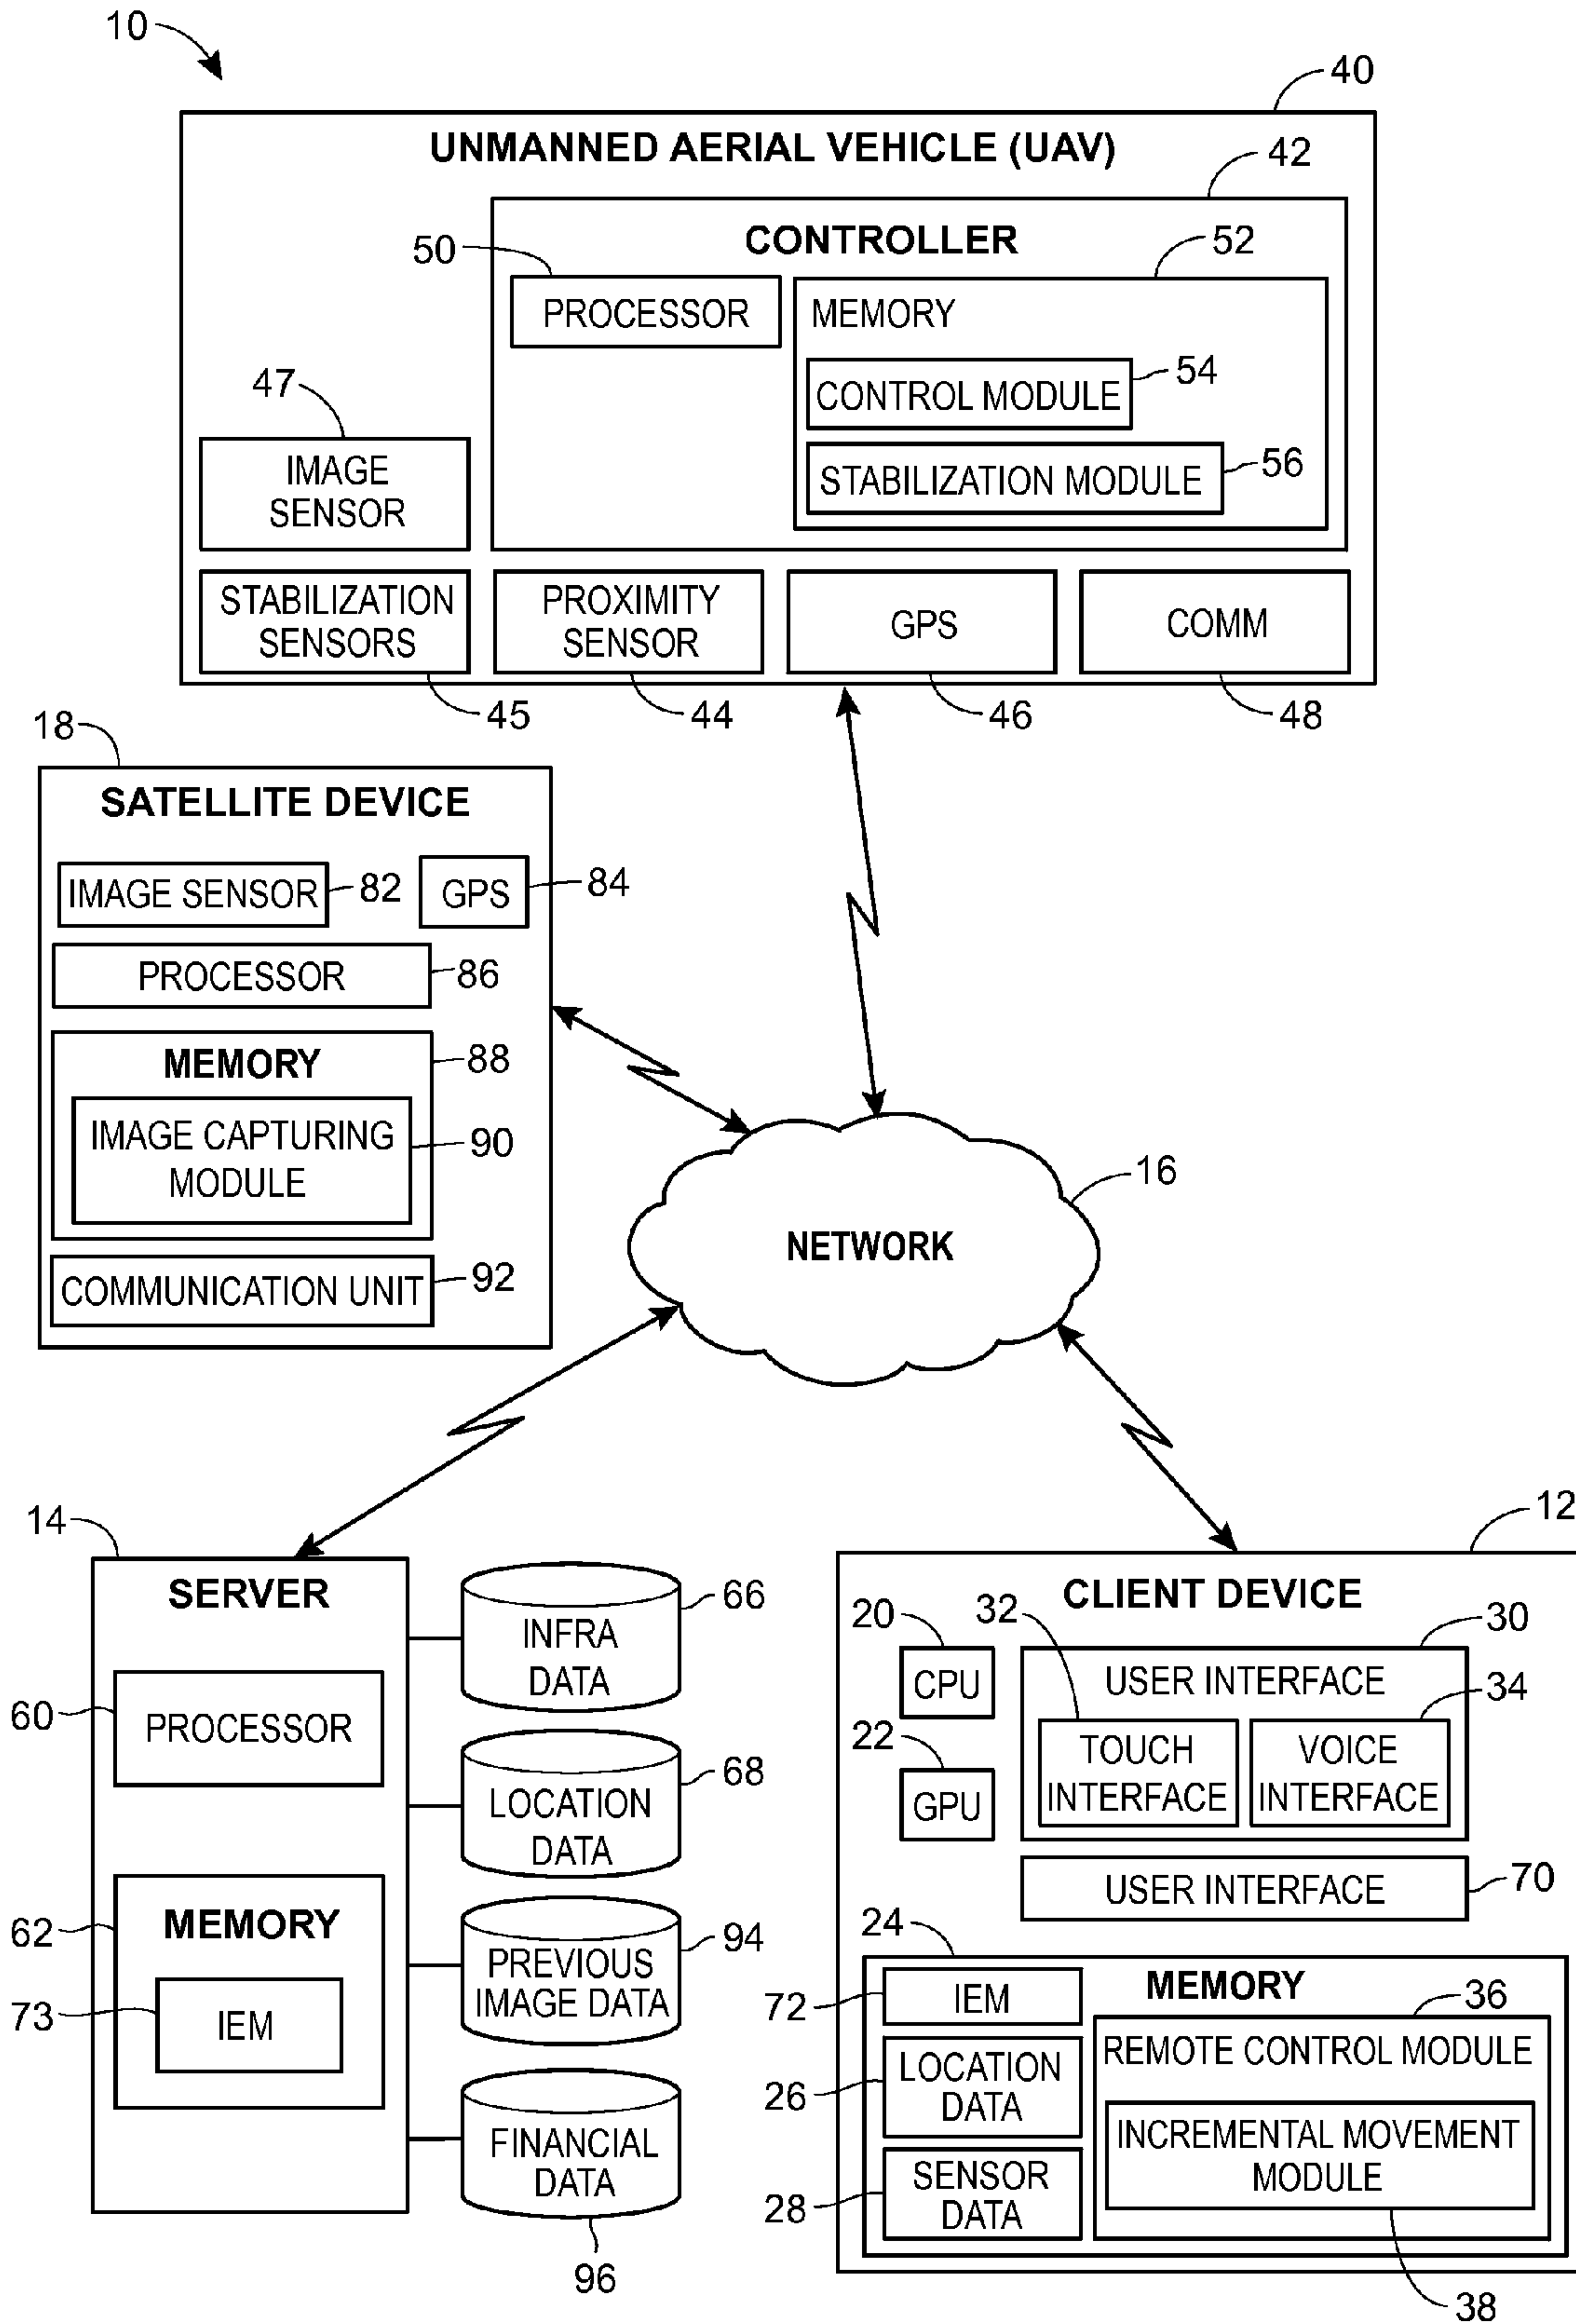 10
40
UNMANNED AERIAL VEHICLE (UAV)
42
CONTROLLER
50
52
PROCESSOR
MEMORY
47
CONTROL MODULE
54
STABILIZATION MODULE
56
IMAGE
SENSOR
STABILIZATION
SENSORS
PROXIMITY
SENSOR
GPS
COMM
45
44
46
48
18
SATELLITE DEVICE
IMAGE SENSOR
82
GPS
84
PROCESSOR
86
MEMORY
88
IMAGE CAPTURING
MODULE
90
COMMUNICATION UNIT
92
16
NETWORK
14
SERVER
60
PROCESSOR
62
MEMORY
73
IEM
INFRA
DATA
66
LOCATION
DATA
68
PREVIOUS
IMAGE DATA
94
FINANCIAL
DATA
96
12
CLIENT DEVICE
20
CPU
32
30
USER INTERFACE
34
22
GPU
TOUCH
INTERFACE
VOICE
INTERFACE
USER INTERFACE
70
24
MEMORY
72
IEM
36
REMOTE CONTROL MODULE
26
LOCATION
DATA
INCREMENTAL MOVEMENT
MODULE
28
SENSOR
DATA
38